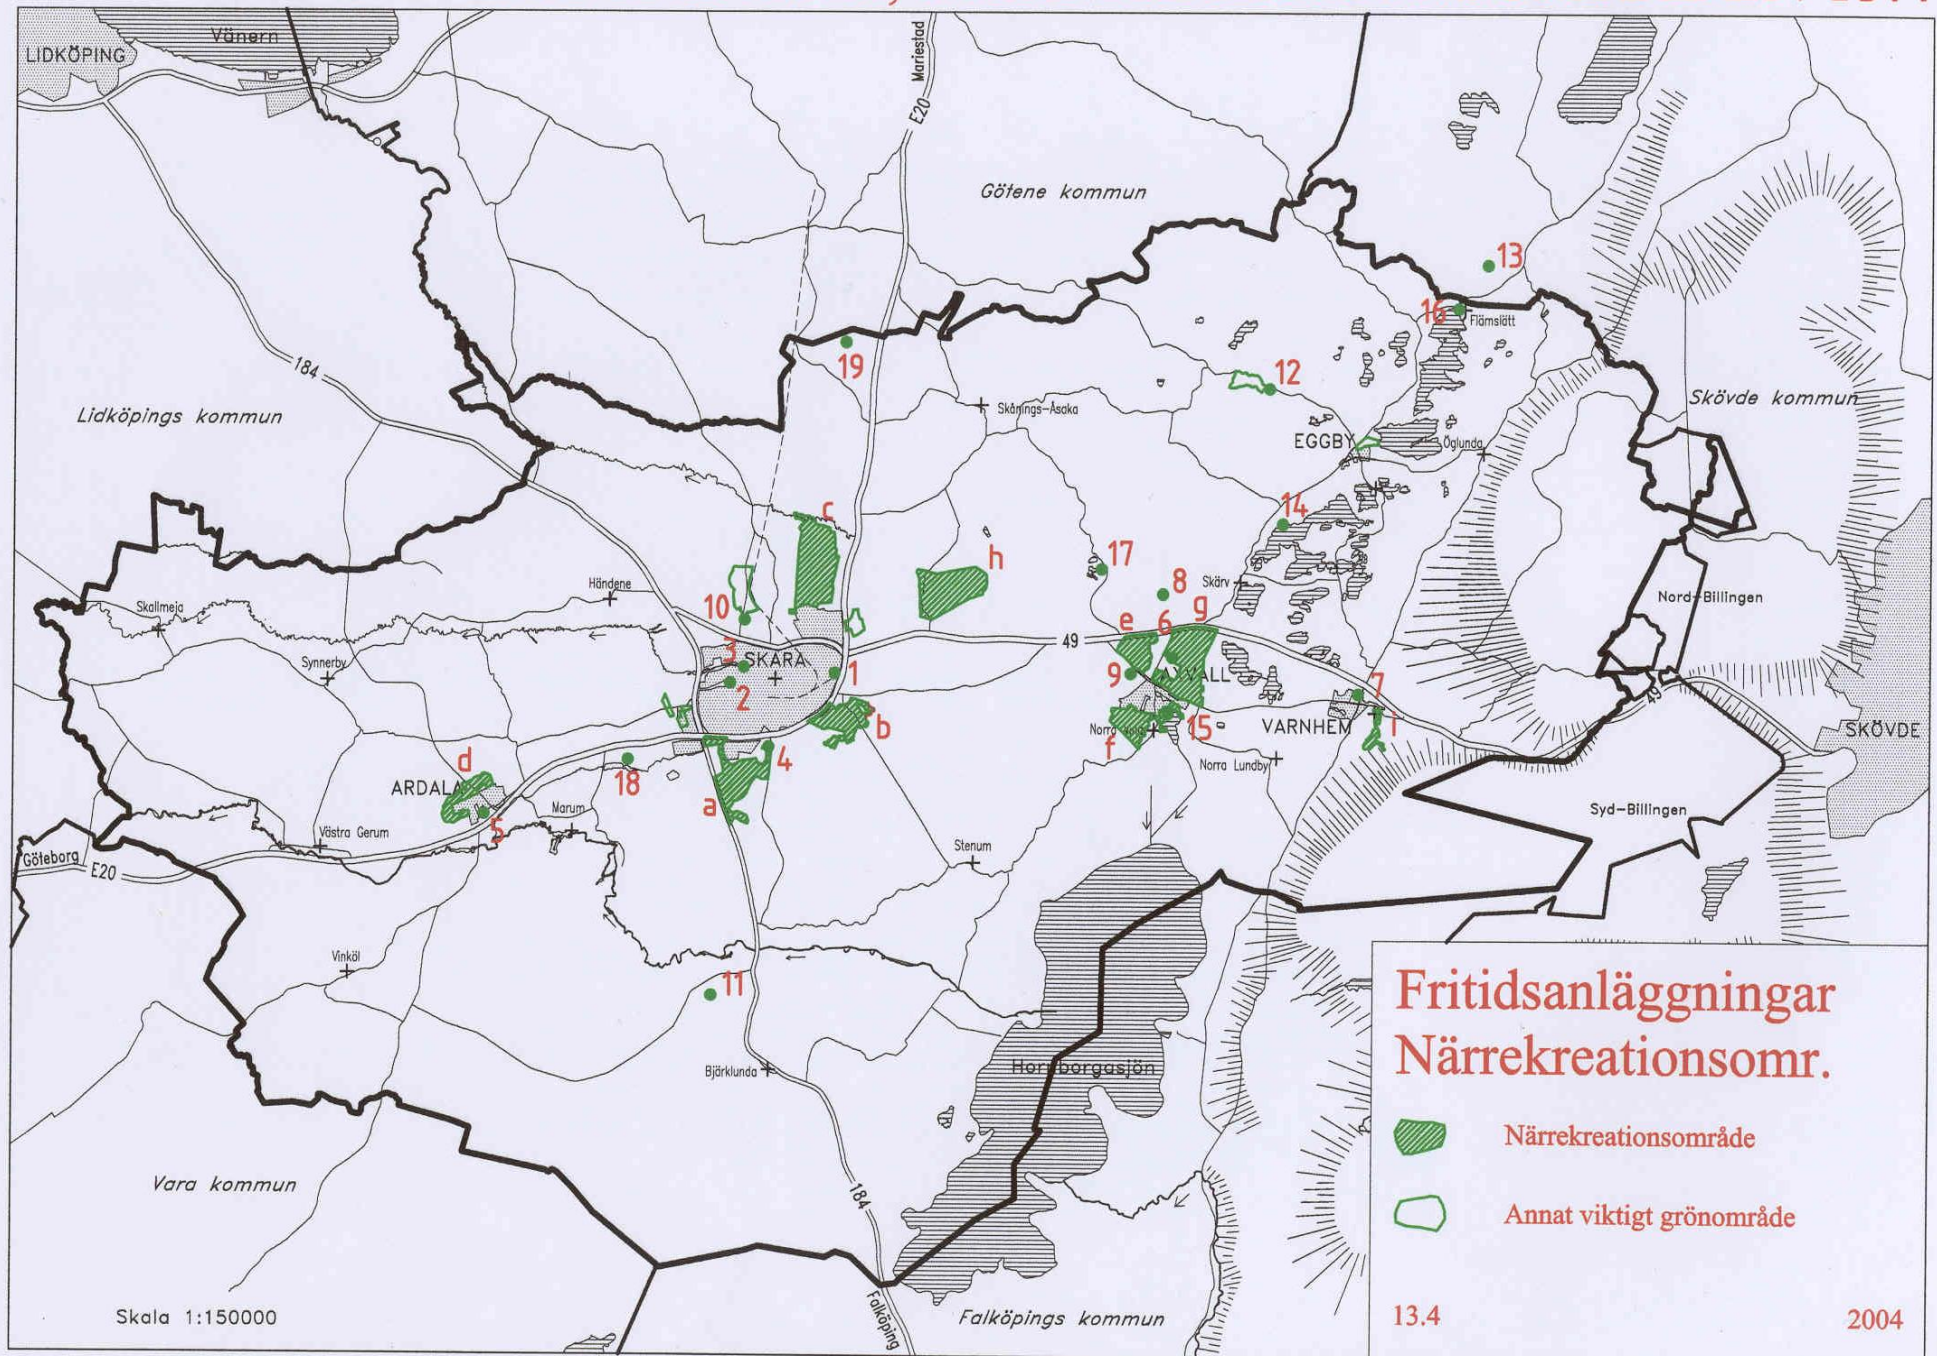 Vänern
LIDKÖPING
Mariestad
E20
Götene kommun
13
16
Flämslätt
19
184
12
Skånings-Åsaka
Skövde kommun
Lidköpings kommun
EGGBY
Öglunda
c
14
h
17
8
Skärv
Händene
10
Skallmeja
e
6
g
Nord-Billingen
49
3
SKARA
Synnerby
1
9
AXVALL
2
7
49
b
15
VARNHEM
i
SKÖVDE
f
Norra Lundby
4
d
ARDALA
18
a
5
Marum
Syd-Billingen
Västra Gerum
Göteborg
E20
Stenum
Vinköl
11
Fritidsanläggningar
Närrekreationsomr.
Björklunda
Hornborgasjön
Närrekreationsområde
Vara kommun
184
Annat viktigt grönområde
Skala 1:150000
Falköping
Falköpings kommun
13.4
2004